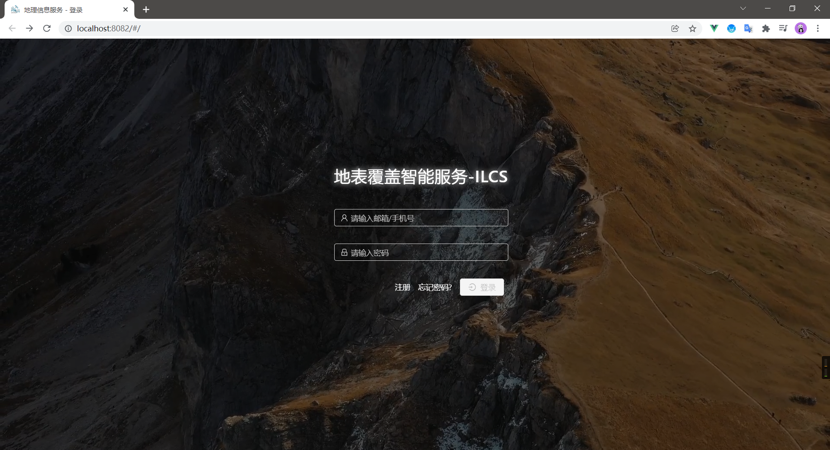 地理信息服务 - 登录
localhost:8082/#/
地表覆盖智能服务-ILCS
请输入邮箱/手机号
请输入密码
注册 忘记密码? 登录